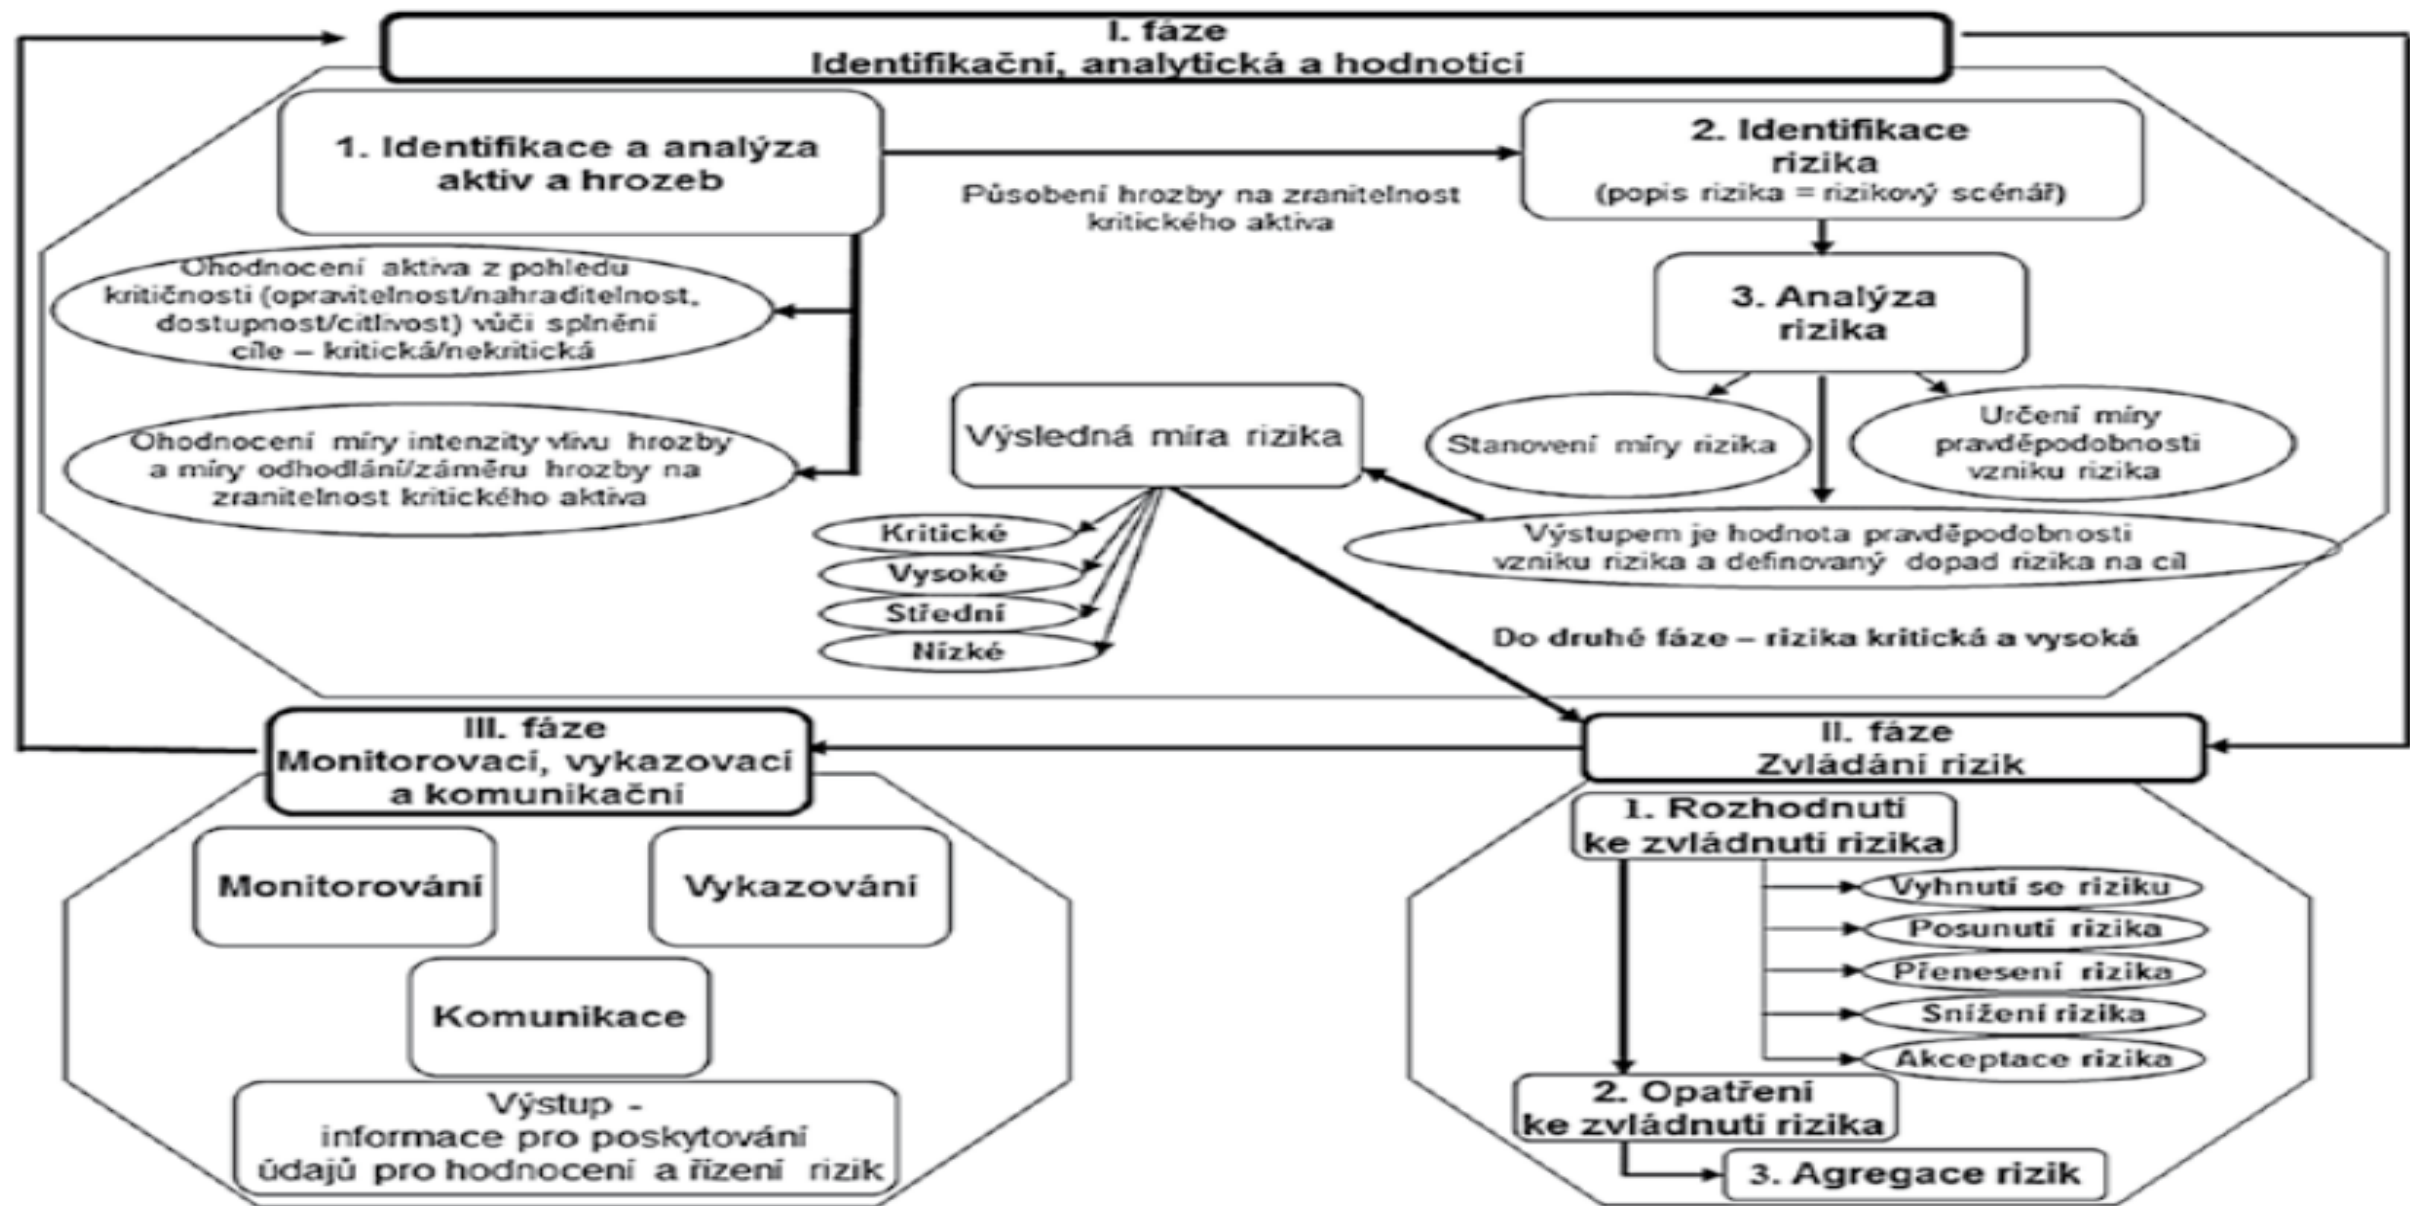 I. fáze
Identifikační, analytická a hodnotící
1. Identifikace a analýza
aktiv a hrozeb
Působení hrozby na zranitelnost
kritického aktiva
2. Identifikace
rizika
(popis rizika = rizikový scénář)
Ohodnocení aktiva z pohledu
kritičnosti (opravitelnost/nahraditelnost,
dostupnost/citlivost) vůči splnění
cíle – kritická/nekritická
3. Analýza
rizika
Ohodnocení míry intenzity vlivu hrozby
a míry odhodlání/záměru hrozby na
zranitelnost kritického aktiva
Výsledná míra rizika
Stanovení míry rizika
Určení míry
pravděpodobnosti
vzniku rizika
Kritické
Vysoké
Střední
Nízké
Výstupem je hodnota pravděpodobnosti
vzniku rizika a definovaný dopad rizika na cíl
Do druhé fáze – rizika kritická a vysoká
III. fáze
Monitorovací, vykazovací
a komunikační
Monitorování
Vykazování
Komunikace
Výstup -
informace pro poskytování
údajů pro hodnocení a řízení rizik
II. fáze
Zvládání rizik
1. Rozhodnutí
ke zvládnutí rizika
Vyhnutí se riziku
Posunutí rizika
Přenesení rizika
Snížení rizika
Akceptace rizika
2. Opatření
ke zvládnutí rizika
3. Agregace rizik